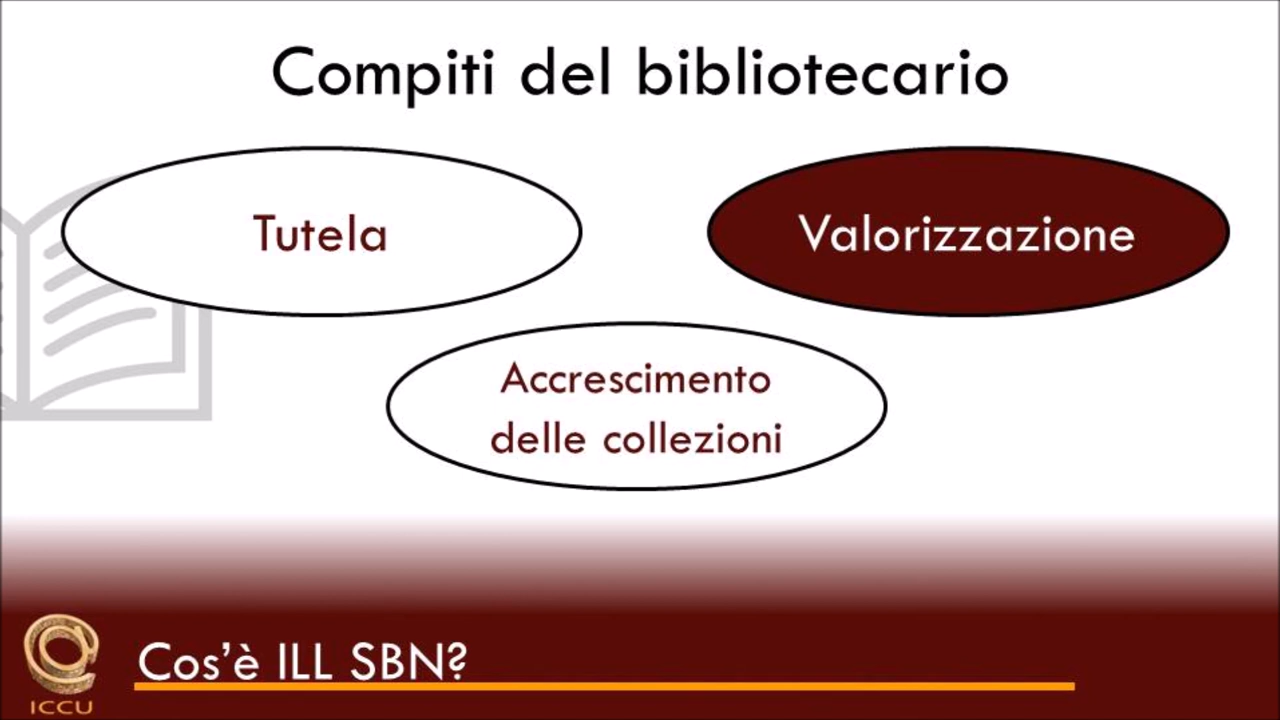 Compiti del bibliotecario
Tutela
Valorizzazione
Accrescimento
delle collezioni
Cos'è ILL SBN?
ICCU